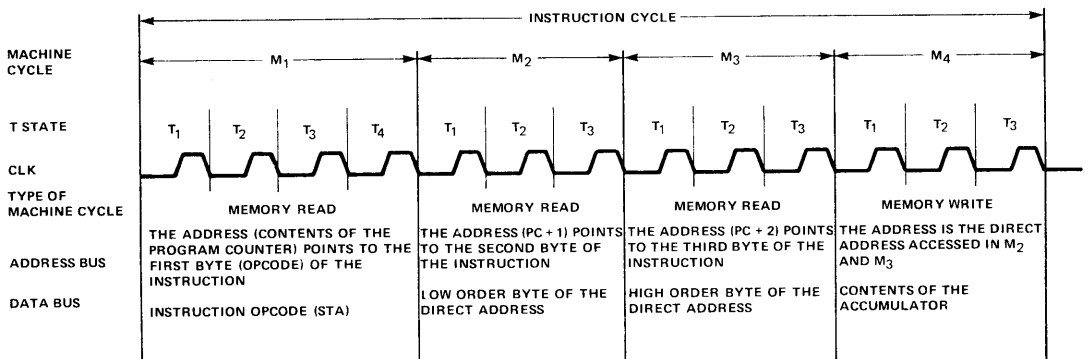 INSTRUCTION CYCLE
MACHINE
CYCLE
M1 M2 M3 M4
T STATE
T1 T2 T3 T4 T1 T2 T3 T1 T2 T3 T1 T2 T3
CLK
TYPE OF
MACHINE CYCLE
MEMORY READ
MEMORY READ
MEMORY READ
MEMORY WRITE
ADDRESS BUS
THE ADDRESS (CONTENTS OF THE
PROGRAM COUNTER) POINTS TO THE
FIRST BYTE (OPCODE) OF THE
INSTRUCTION
THE ADDRESS (PC + 1) POINTS
TO THE SECOND BYTE OF
THE INSTRUCTION
THE ADDRESS (PC + 2) POINTS
TO THE THIRD BYTE OF THE
INSTRUCTION
THE ADDRESS IS THE DIRECT
ADDRESS ACCESSED IN M2
AND M3
DATA BUS
INSTRUCTION OPCODE (STA)
LOW ORDER BYTE OF THE
DIRECT ADDRESS
HIGH ORDER BYTE OF THE
DIRECT ADDRESS
CONTENTS OF THE
ACCUMULATOR